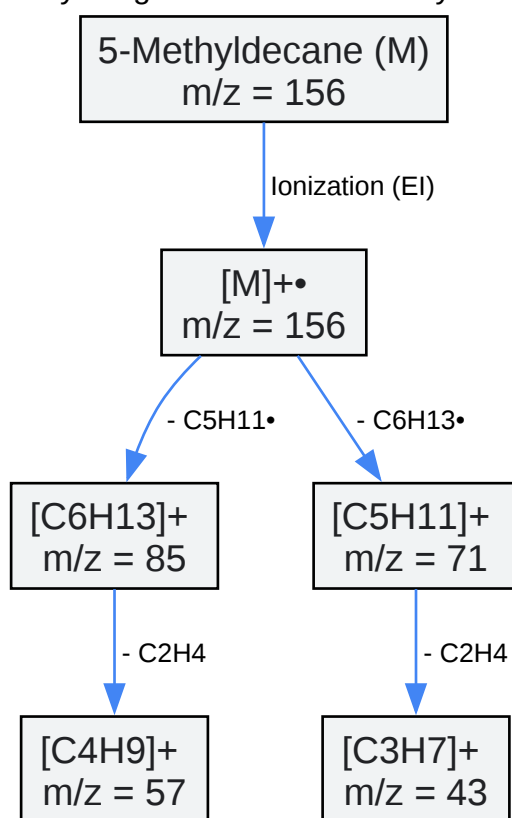 5-Methyldecane (M)
m/z = 156
Ionization (EI)
[M]+•
m/z = 156
- C5H11•
- C6H13•
[C6H13]+
m/z = 85
[C5H11]+
m/z = 71
- C2H4
- C2H4
[C4H9]+
m/z = 57
[C3H7]+
m/z = 43